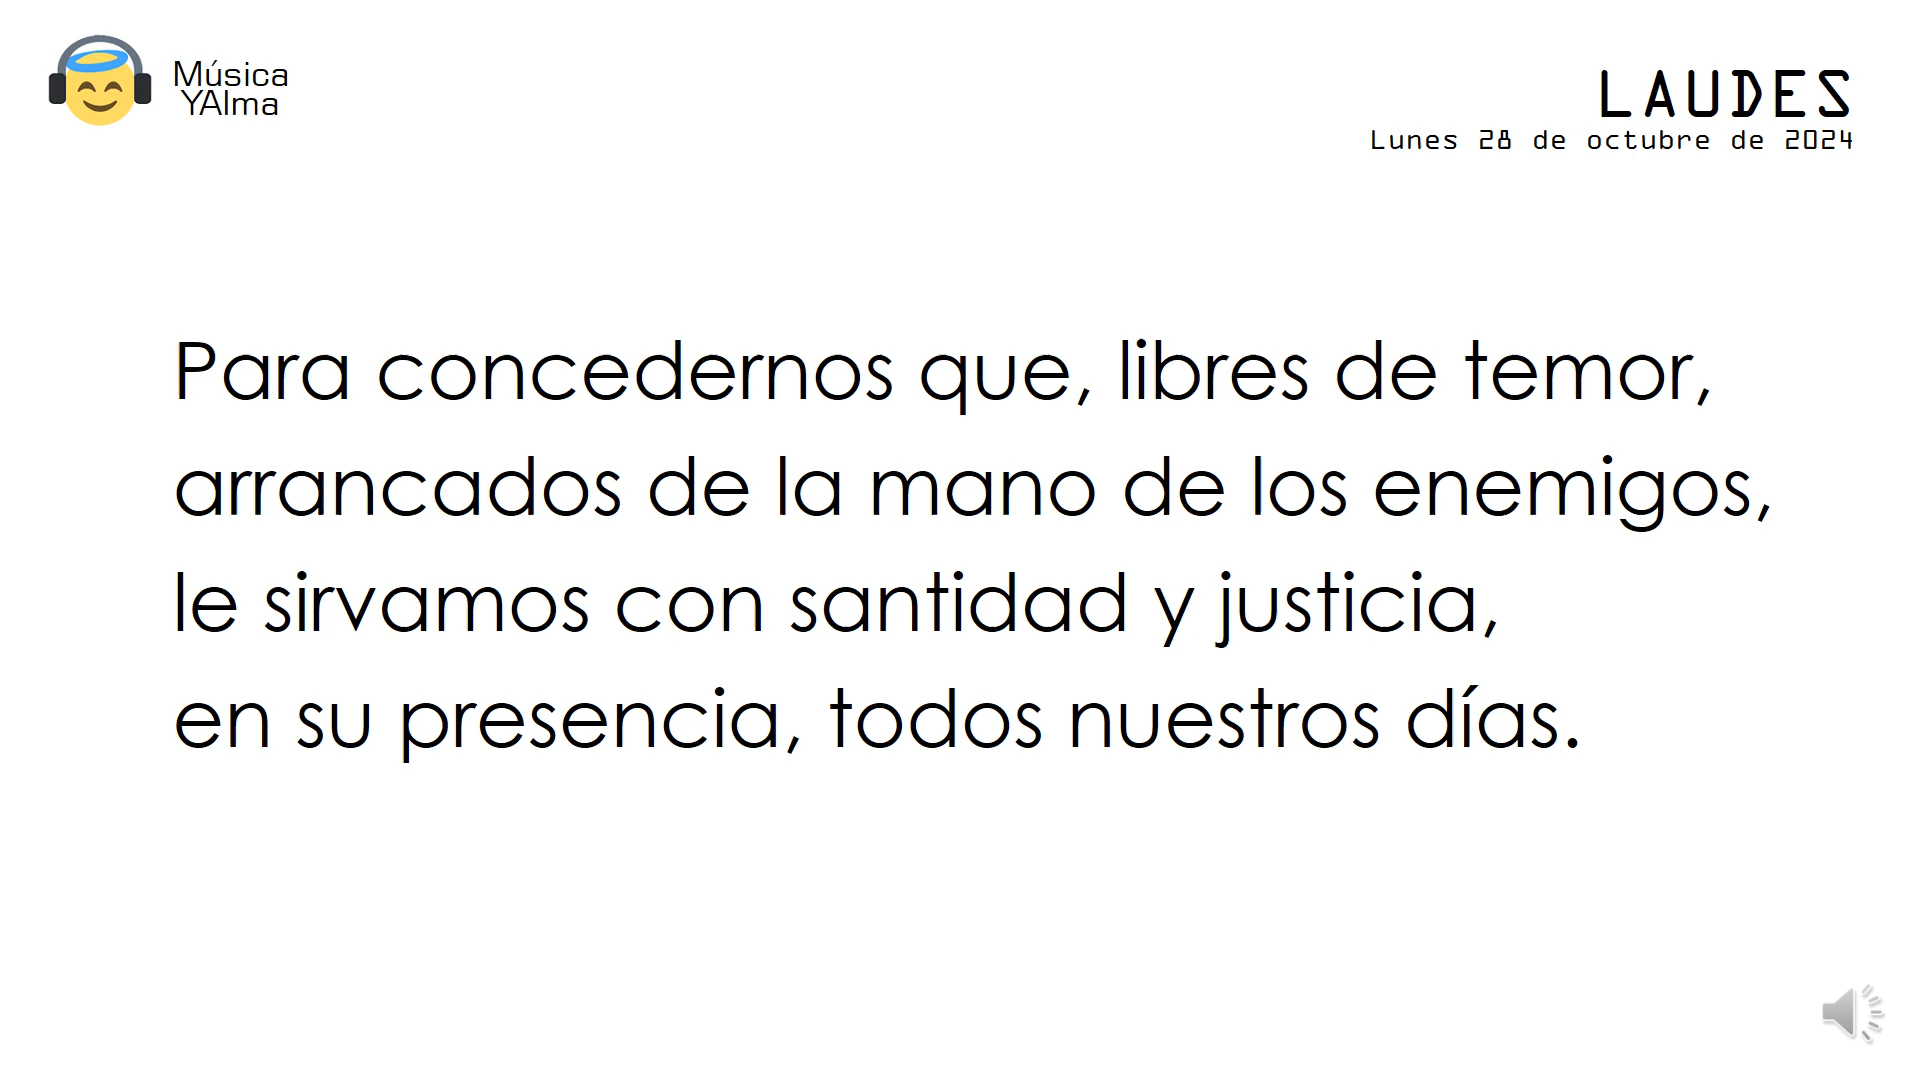 Música
YAlma
LAUDES
Lunes 28 de octubre de 2024
Para concedernos que, libres de temor,
arrancados de la mano de los enemigos,
le sirvamos con santidad y justicia,
en su presencia, todos nuestros días.